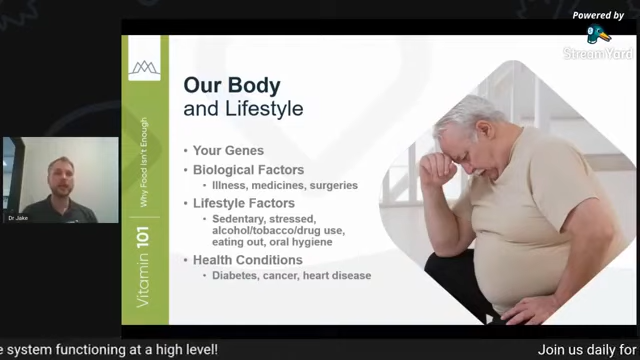 Powered by
StreamYard
Our Body
and Lifestyle
• Your Genes
• Biological Factors
• Illness, medicines, surgeries
• Lifestyle Factors
• Sedentary, stressed,
alcohol/tobacco/drug use,
eating out, oral hygiene
• Health Conditions
• Diabetes, cancer, heart disease
Vitamin 101
Why Food Isn't Enough
Dr Jake
e system functioning at a high level!
Join us daily for